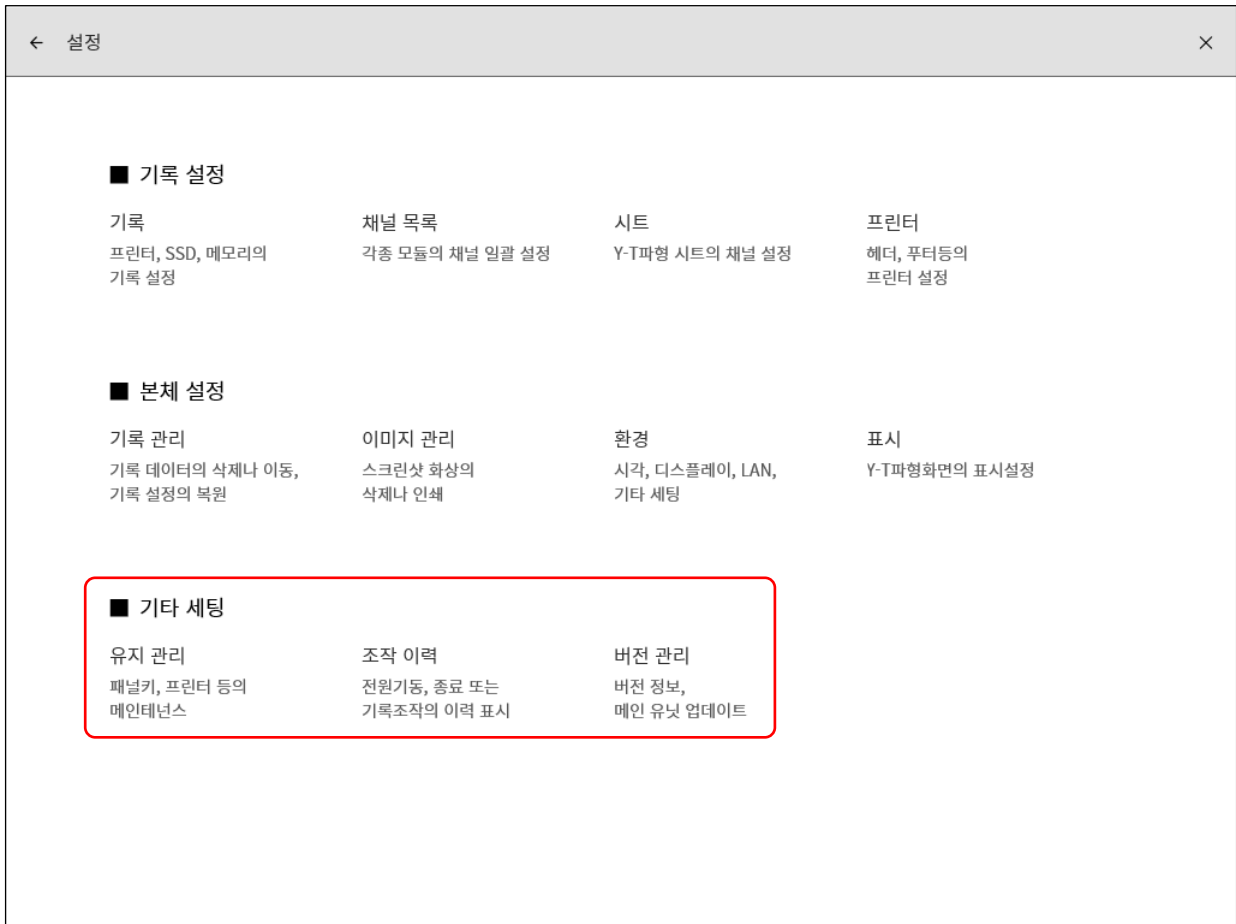 ← 설정 ×
■ 기록 설정
기록 채널 목록 시트 프린터
프린터, SSD, 메모리의 각종 모듈의 채널 일괄 설정 Y-T파형 시트의 채널 설정 헤더, 푸터등의
기록 설정 프린터 설정
■ 본체 설정
기록 관리 이미지 관리 환경 표시
기록 데이터의 삭제나 이동, 스크린샷 화상의 시각, 디스플레이, LAN, Y-T파형화면의 표시설정
기록 설정의 복원 삭제나 인쇄 기타 세팅
■ 기타 세팅
유지 관리 조작 이력 버전 관리
패널키, 프린터 등의 전원기동, 종료 또는 버전 정보,
메인테넌스 기록조작의 이력 표시 메인 유닛 업데이트